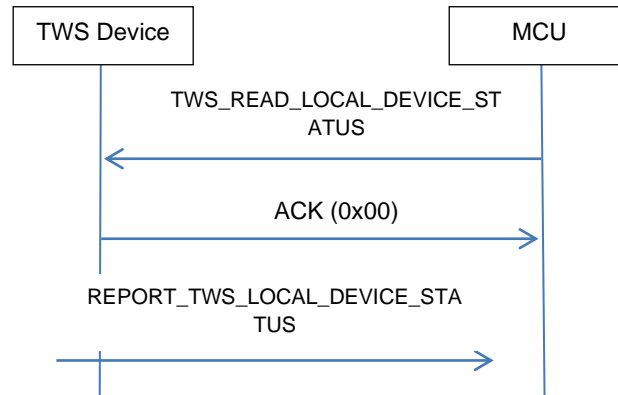 TWS Device
MCU
TWS_READ_LOCAL_DEVICE_ST
ATUS
ACK (0x00)
REPORT_TWS_LOCAL_DEVICE_STA
TUS